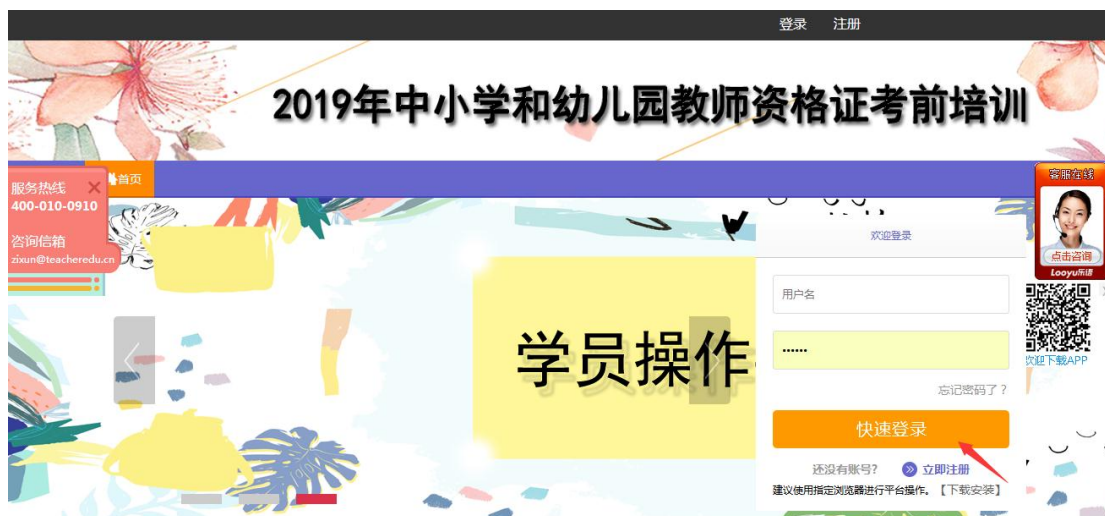 登录 注册
2019年中小学和幼儿园教师资格证考前培训
首页
服务热线
400-010-0910
咨询信箱
zixun@teacheredu.cn
客服在线
点击咨询
Looyu乐语
欢迎下载APP
学员操作
欢迎登录
用户名
忘记密码了？
快速登录
还没有账号? 立即注册
建议使用指定浏览器进行平台操作。【下载安装】